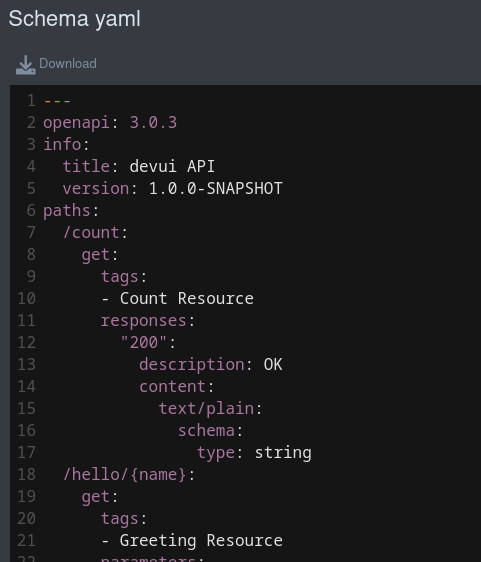 Schema yaml
Download
1 ---
2 openapi: 3.0.3
3 info:
4   title: devui API
5   version: 1.0.0-SNAPSHOT
6 paths:
7   /count:
8     get:
9       tags:
10       - Count Resource
11       responses:
12         "200":
13           description: OK
14           content:
15             text/plain:
16               schema:
17                 type: string
18   /hello/{name}:
19     get:
20       tags:
21       - Greeting Resource
22       parameters: